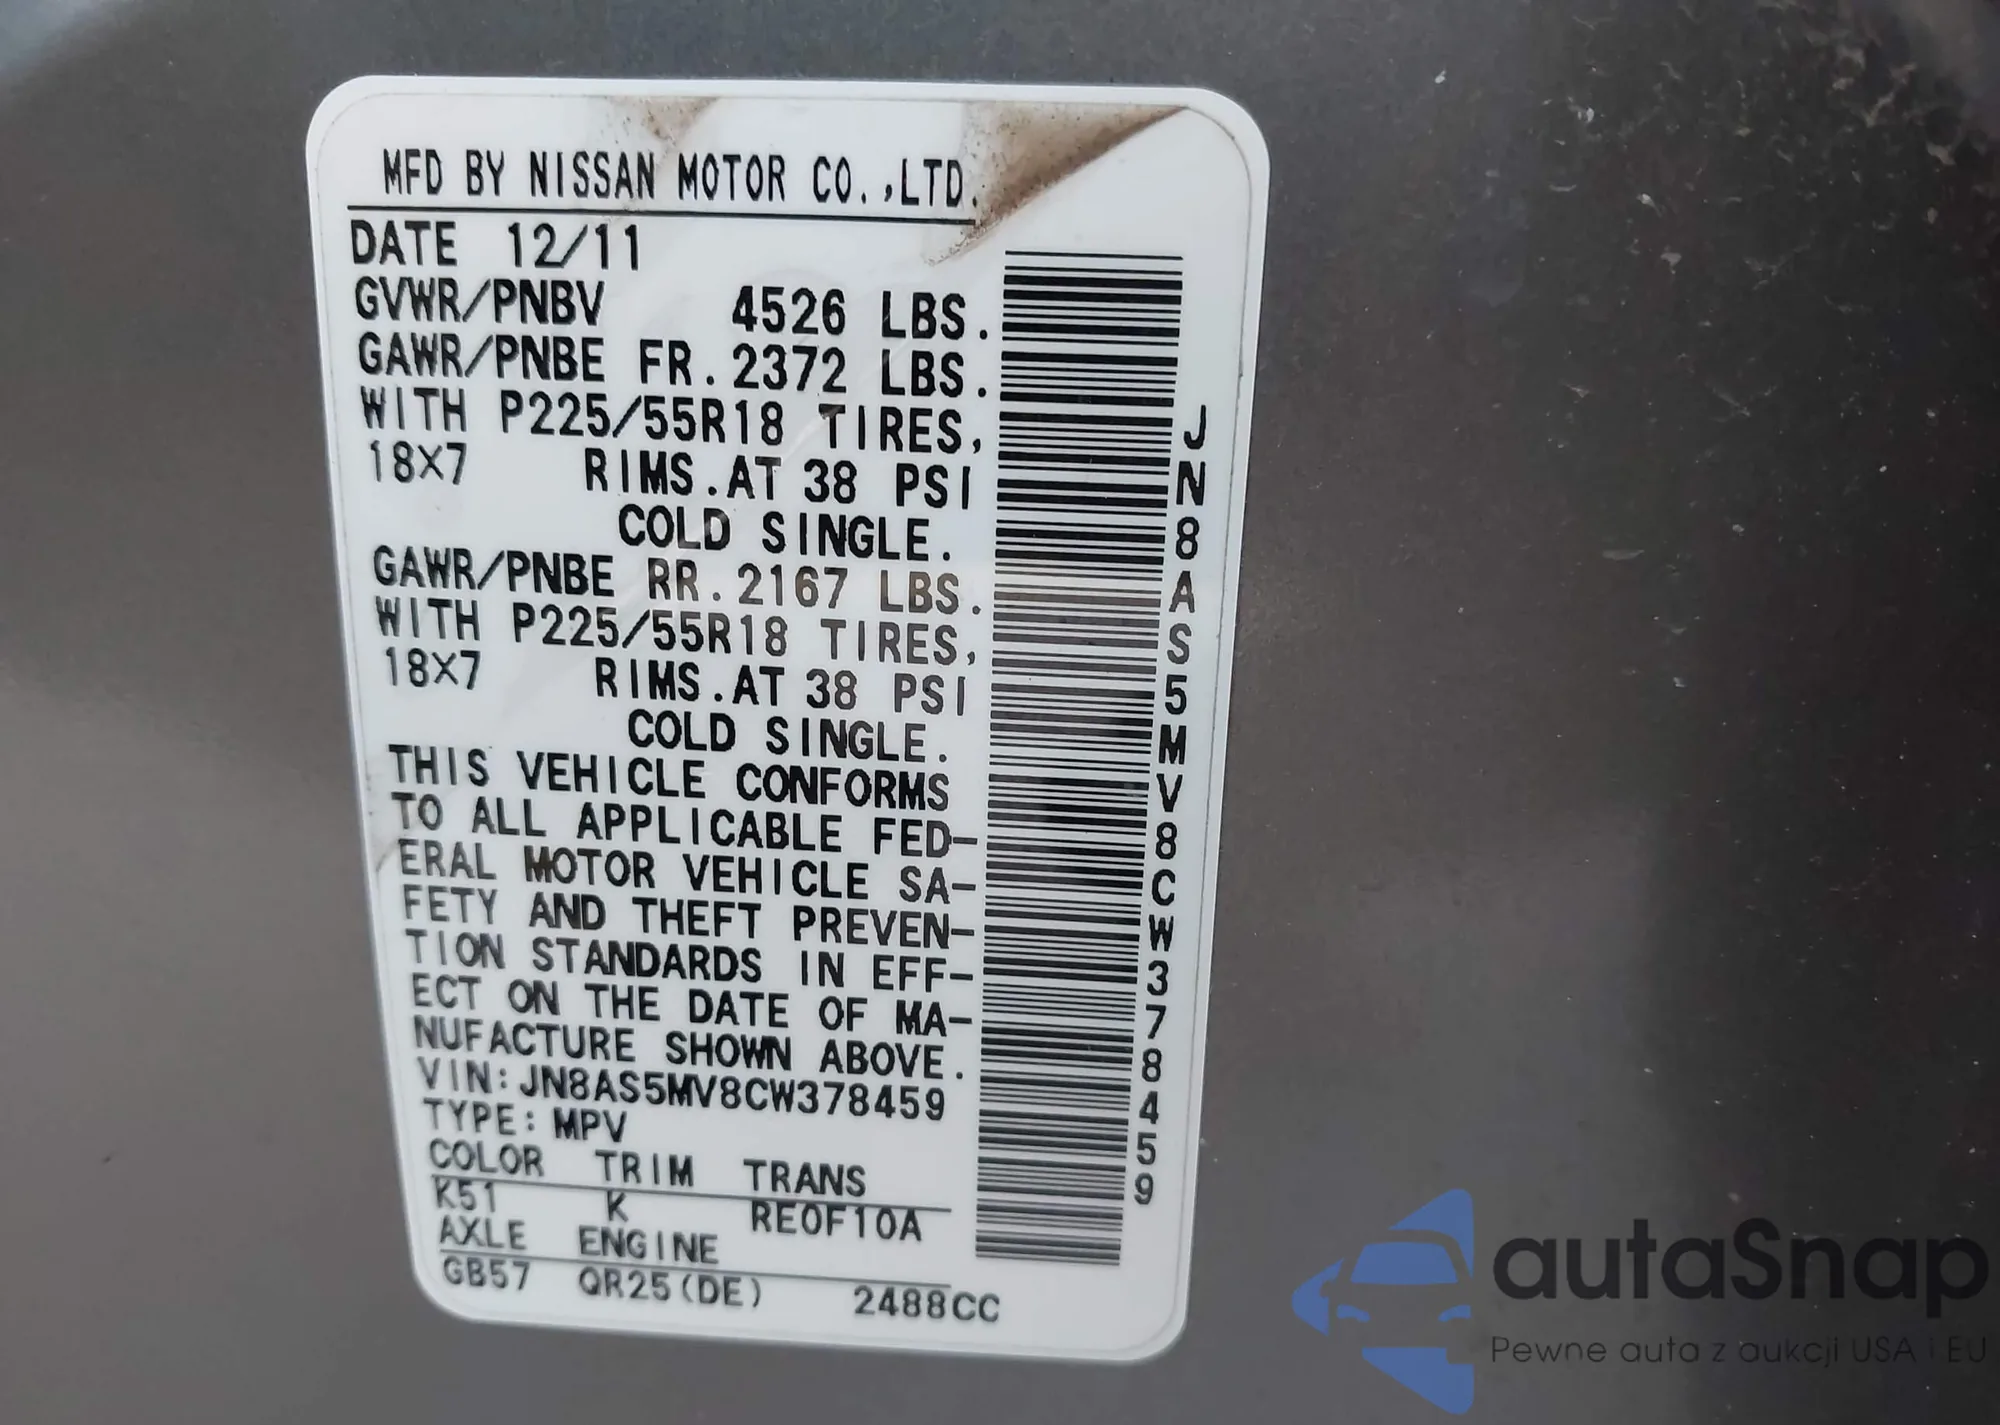 MFD BY NISSAN MOTOR CO.,LTD.
DATE 12/11
GVWR/PNBV 4526 LBS.
GAWR/PNBE FR.2372 LBS.
WITH P225/55R18 TIRES,
18X7 RIMS.AT 38 PSI
COLD SINGLE.
GAWR/PNBE RR.2167 LBS.
WITH P225/55R18 TIRES,
18X7 RIMS.AT 38 PSI
COLD SINGLE.
THIS VEHICLE CONFORMS
TO ALL APPLICABLE FED-
ERAL MOTOR VEHICLE SA-
FETY AND THEFT PREVEN-
TION STANDARDS IN EFF-
ECT ON THE DATE OF MA-
NUFACTURE SHOWN ABOVE.
VIN:JN8AS5MV8CW378459
TYPE:MPV
COLOR TRIM TRANS
K51 K RE0F10A
AXLE ENGINE
GB57 QR25(DE) 2488CC
JN8AS5MV8CW378459
autaSnap
Pewne auta z aukcji USA i EU